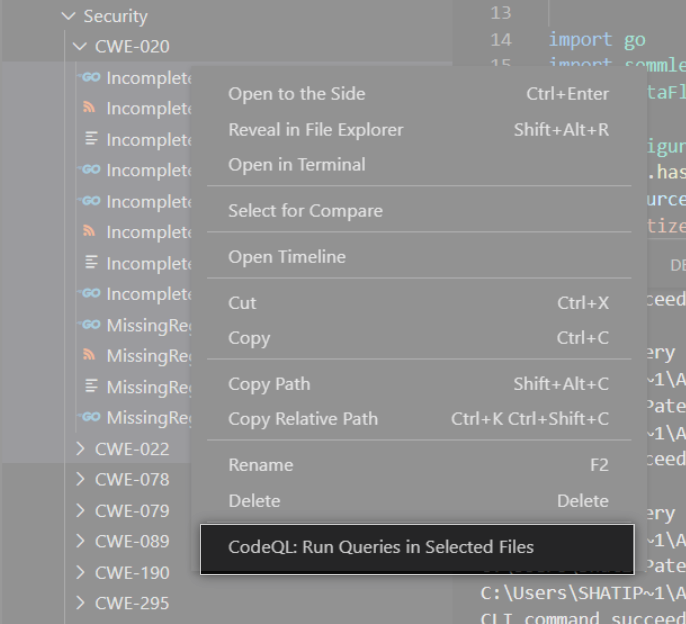 Security
CWE-020
Incomplete
Incomplete
Incomplete
Incomplete
Incomplete
Incomplete
Incomplete
Incomplete
MissingReg
MissingReg
MissingReg
MissingReg
CWE-022
CWE-078
CWE-079
CWE-089
CWE-190
CWE-295
Open to the Side Ctrl+Enter
Reveal in File Explorer Shift+Alt+R
Open in Terminal
Select for Compare
Open Timeline
Cut Ctrl+X
Copy Ctrl+C
Copy Path Shift+Alt+C
Copy Relative Path Ctrl+K Ctrl+Shift+C
Rename F2
Delete Delete
CodeQL: Run Queries in Selected Files
13
14 import go
15 import semmle
taFl
igur
.has
urce
tize
DE
ceed
ery
~1\A
Pate
~1\A
ceed
ery
~1\A
Pate
C:\Users\SHATIP~1\A
CLI command succeed